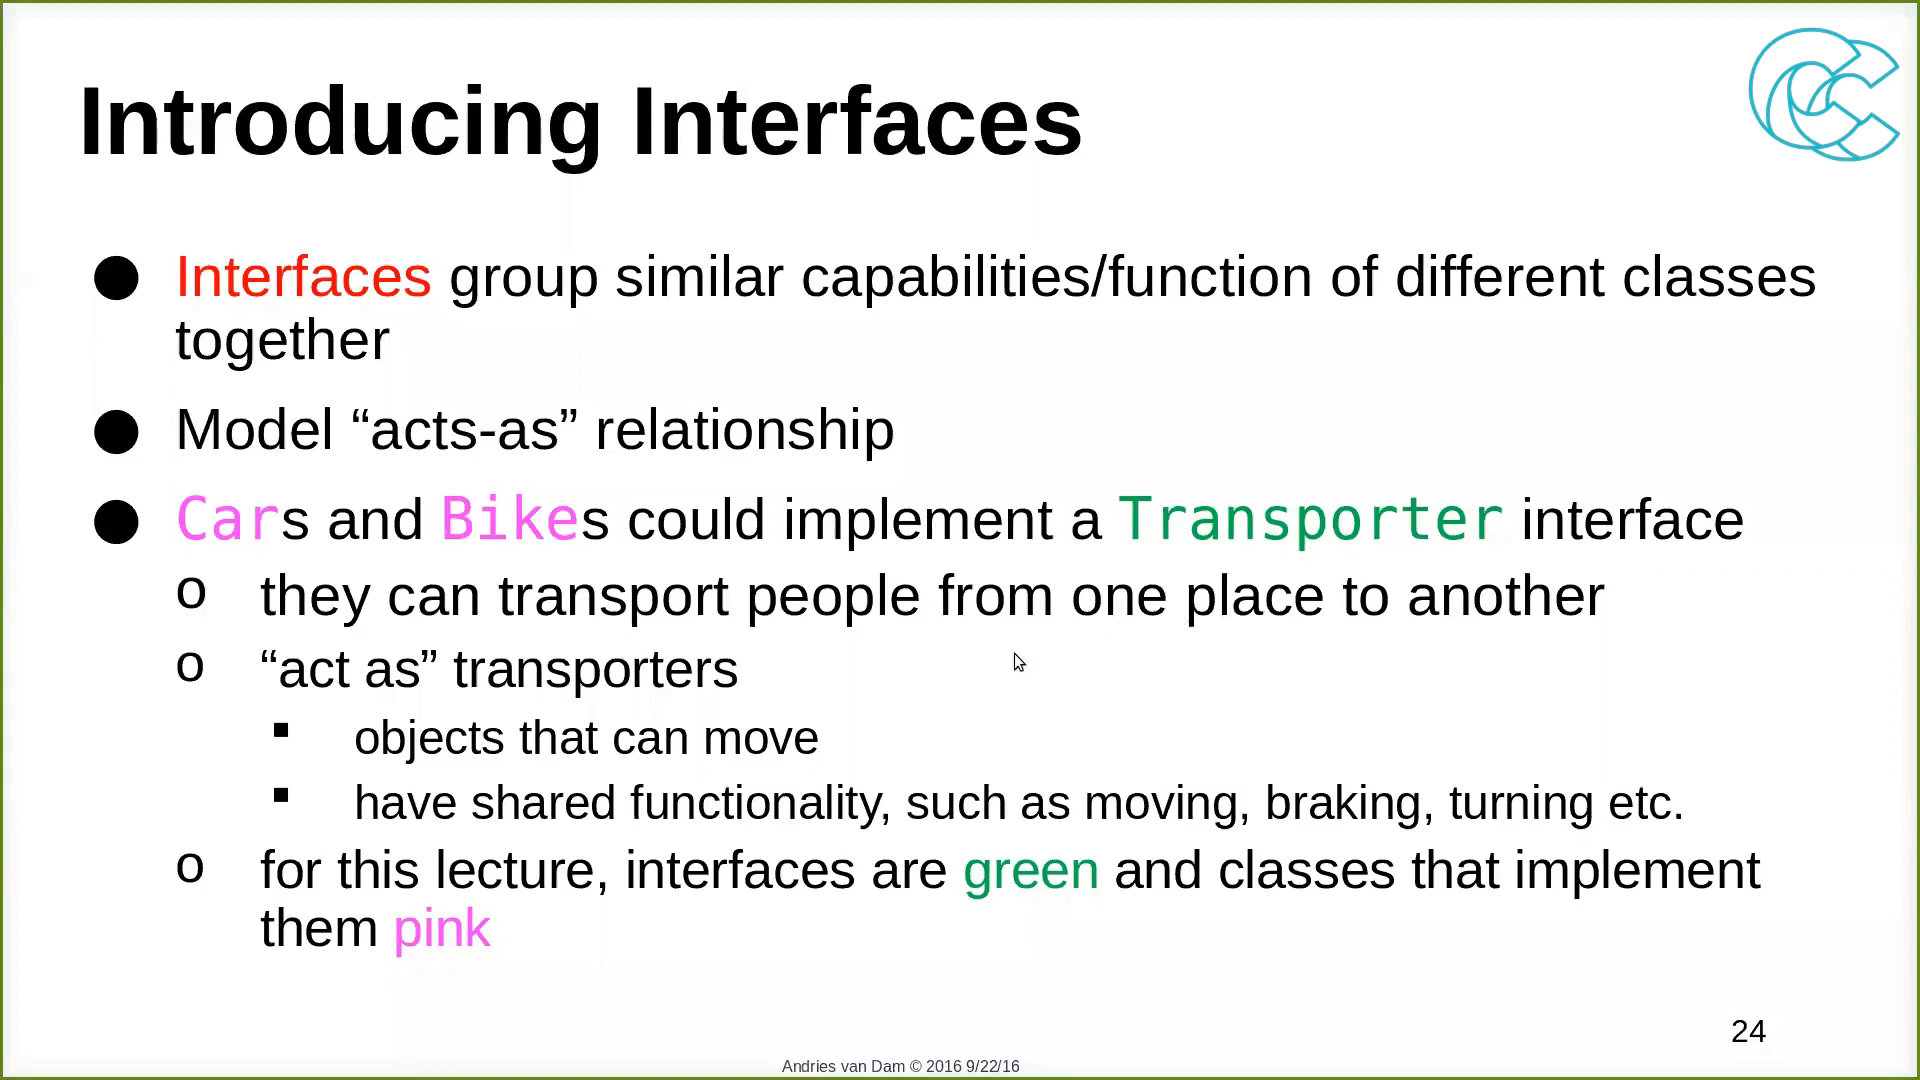 Introducing Interfaces
● Interfaces group similar capabilities/function of different classes
together
● Model “acts-as” relationship
● Cars and Bikes could implement a Transporter interface
o they can transport people from one place to another
o “act as” transporters
▪ objects that can move
▪ have shared functionality, such as moving, braking, turning etc.
o for this lecture, interfaces are green and classes that implement
them pink
24
Andries van Dam © 2016 9/22/16